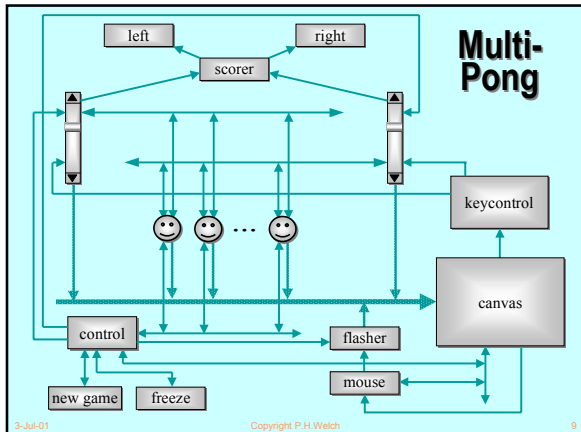 Multi-
Pong
left
right
scorer
keycontrol
...
canvas
control
flasher
mouse
new game
freeze
3-Jul-01
Copyright P.H.Welch
9